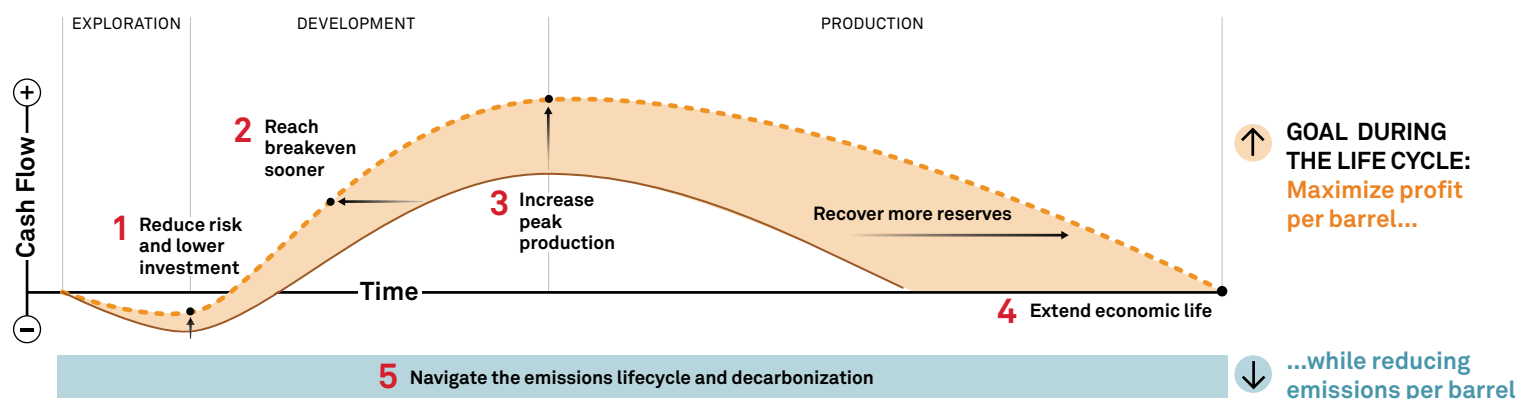 EXPLORATION
DEVELOPMENT
PRODUCTION
+
Cash Flow
−
1 Reduce risk
and lower
investment
2 Reach
breakeven
sooner
3 Increase
peak
production
Recover more reserves
Time
4 Extend economic life
5 Navigate the emissions lifecycle and decarbonization
GOAL DURING
THE LIFE CYCLE:
Maximize profit
per barrel...
...while reducing
emissions per barrel